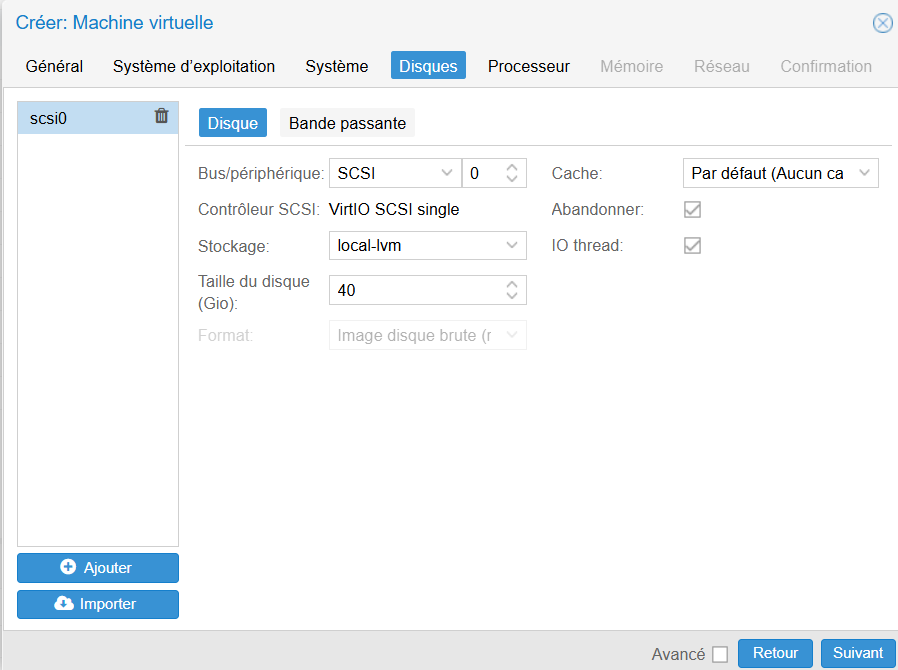 Créer: Machine virtuelle
Général Système d'exploitation Système Disques Processeur Mémoire Réseau Confirmation
scsi0
Disque Bande passante
Bus/périphérique: SCSI 0
Cache: Par défaut (Aucun ca
Contrôleur SCSI: VirtIO SCSI single
Abandonner:
Stockage: local-lvm
IO thread:
Taille du disque
(Gio): 40
Format: Image disque brute (r
Ajouter
Importer
Avancé Retour Suivant